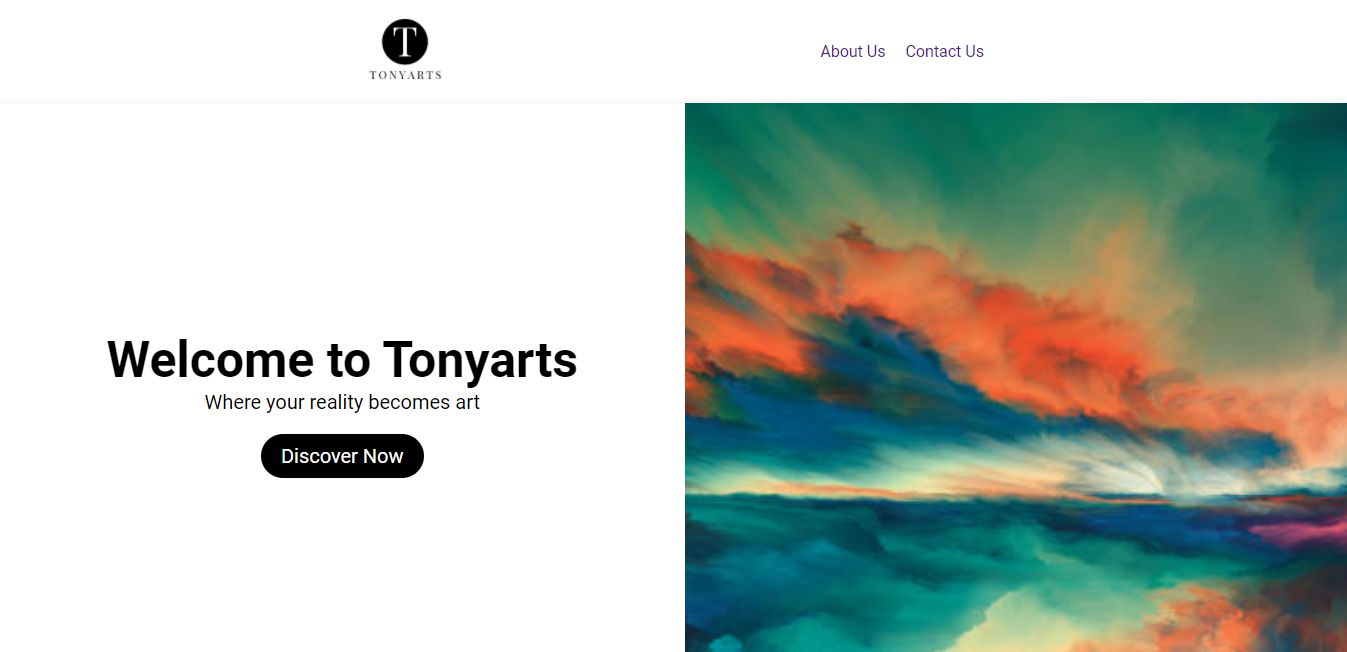 T
TONYARTS
About Us Contact Us
Welcome to Tonyarts
Where your reality becomes art
Discover Now